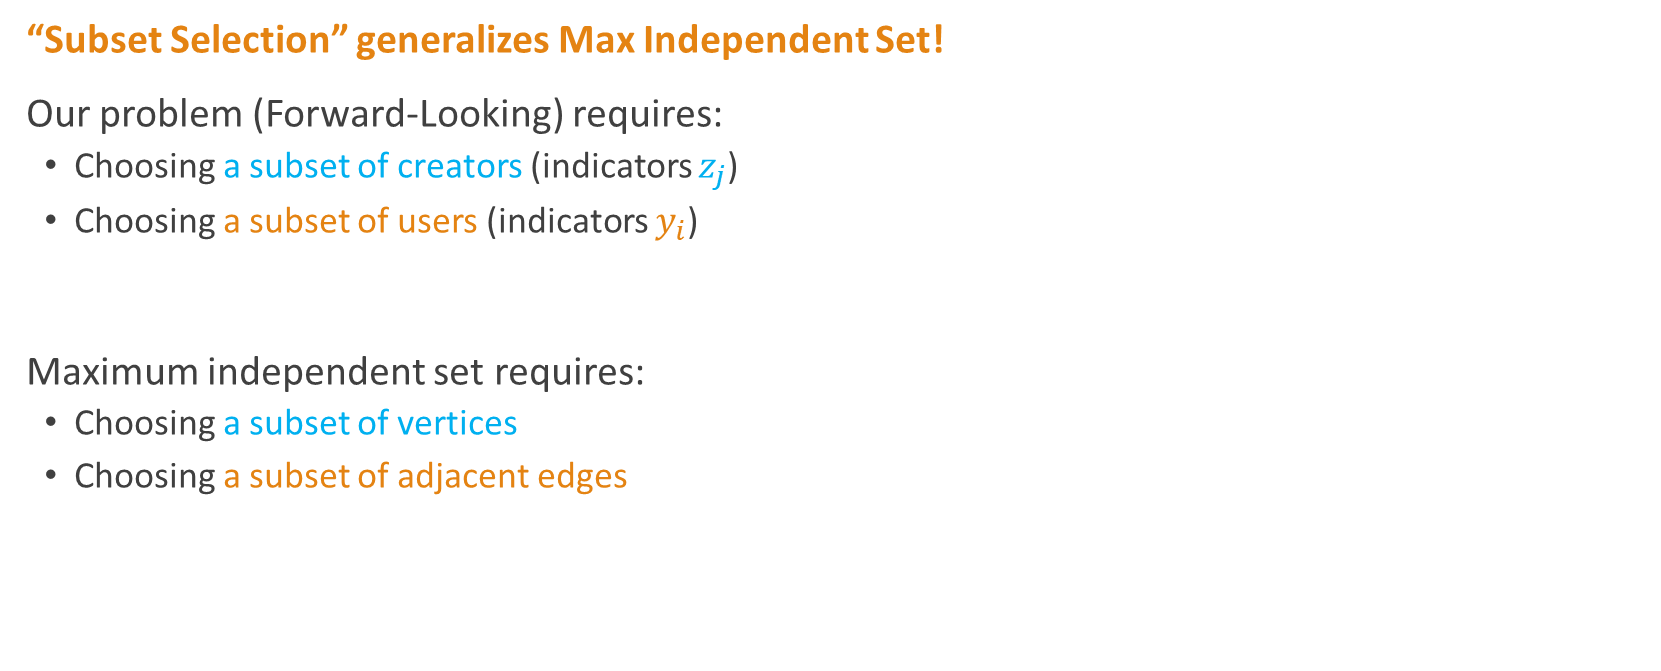 “Subset Selection” generalizes Max Independent Set!
Our problem (Forward-Looking) requires:
• Choosing a subset of creators (indicators z_j)
• Choosing a subset of users (indicators y_i)
Maximum independent set requires:
• Choosing a subset of vertices
• Choosing a subset of adjacent edges